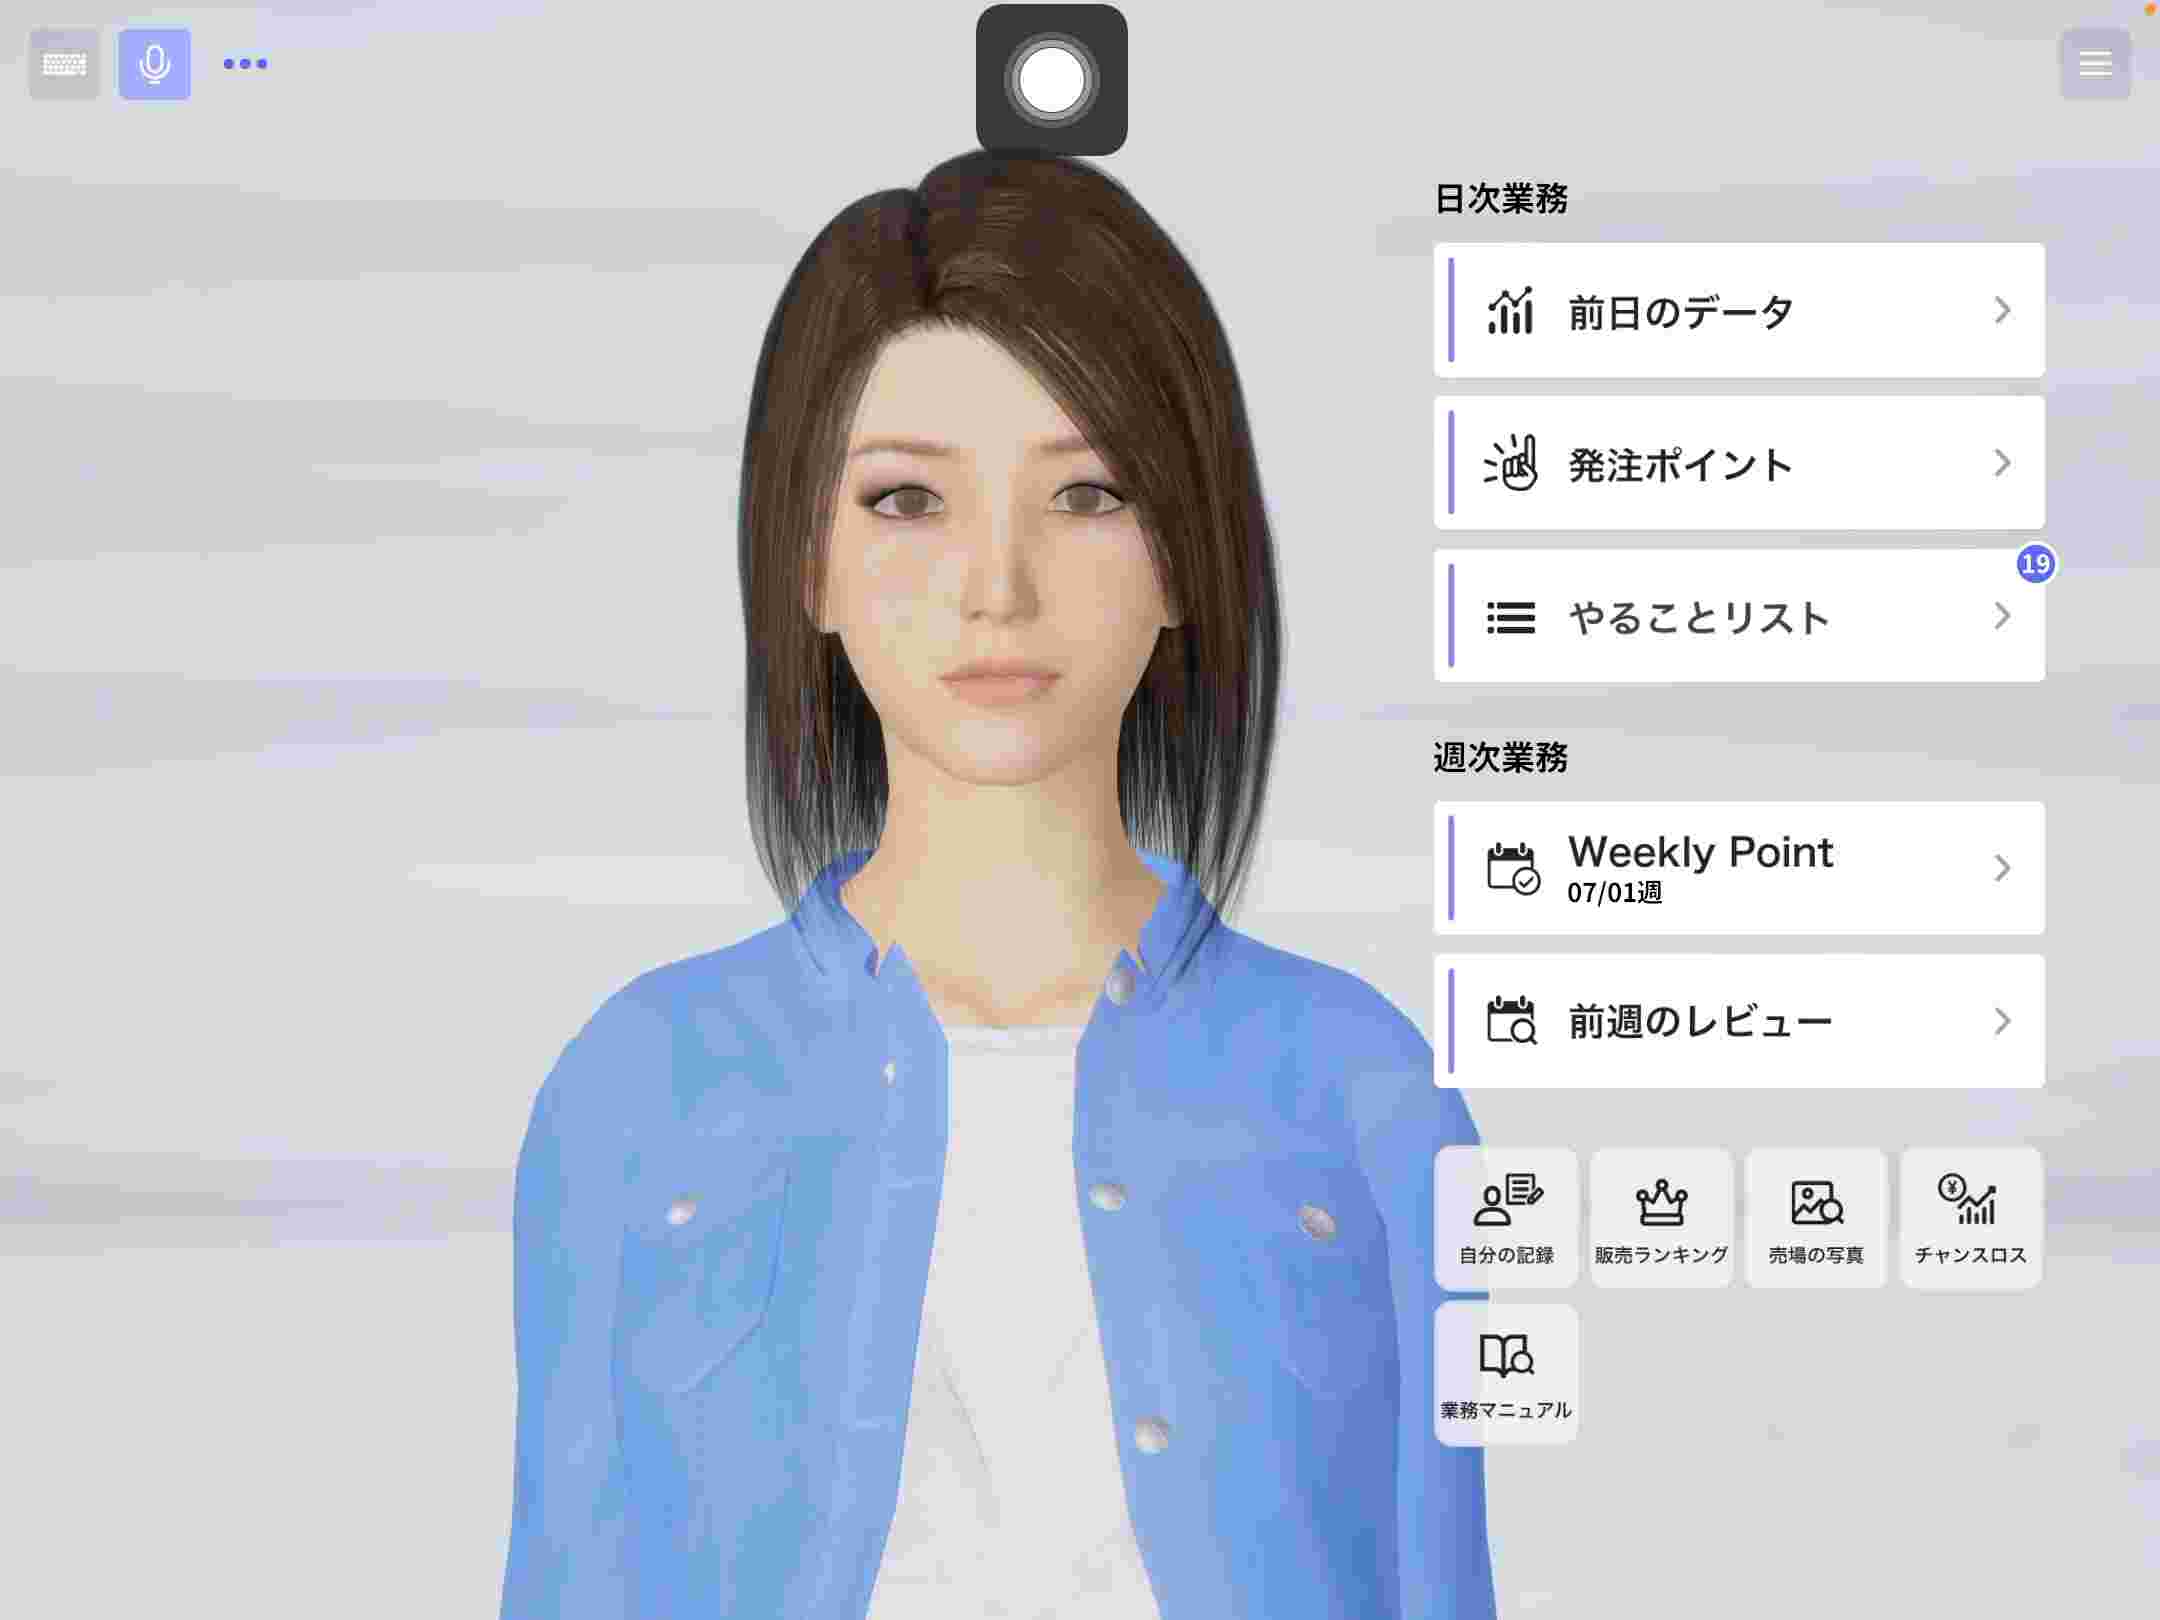 日次業務
前日のデータ
発注ポイント
19
やることリスト
週次業務
Weekly Point
07/01週
前週のレビュー
自分の記録
販売ランキング
売場の写真
チャンスロス
業務マニュアル